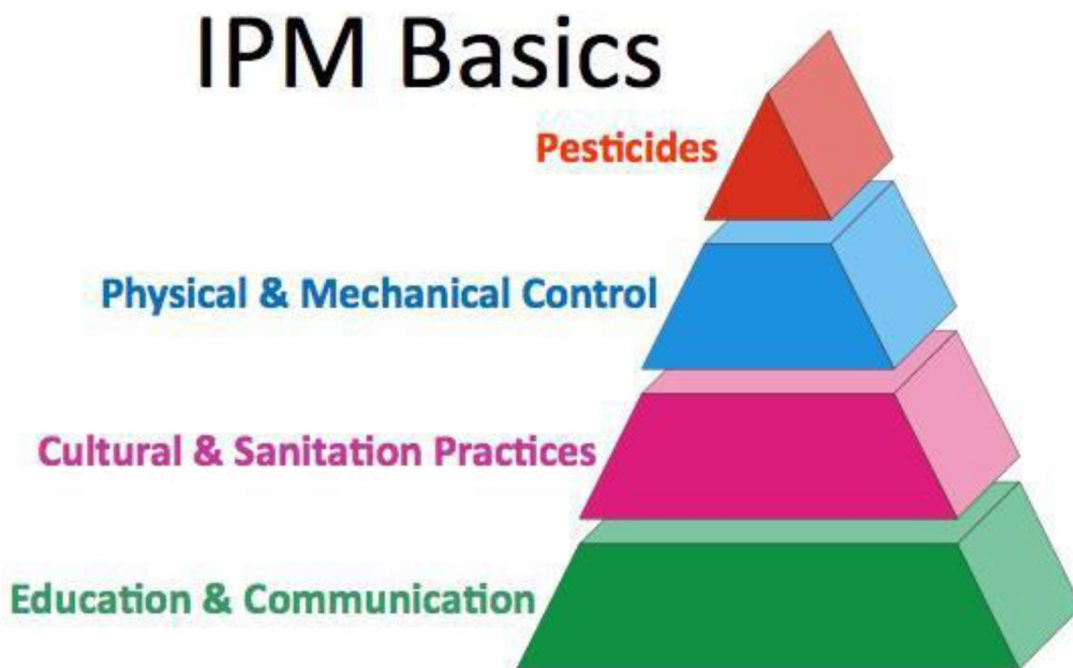 IPM Basics
Pesticides
Physical & Mechanical Control
Cultural & Sanitation Practices
Education & Communication